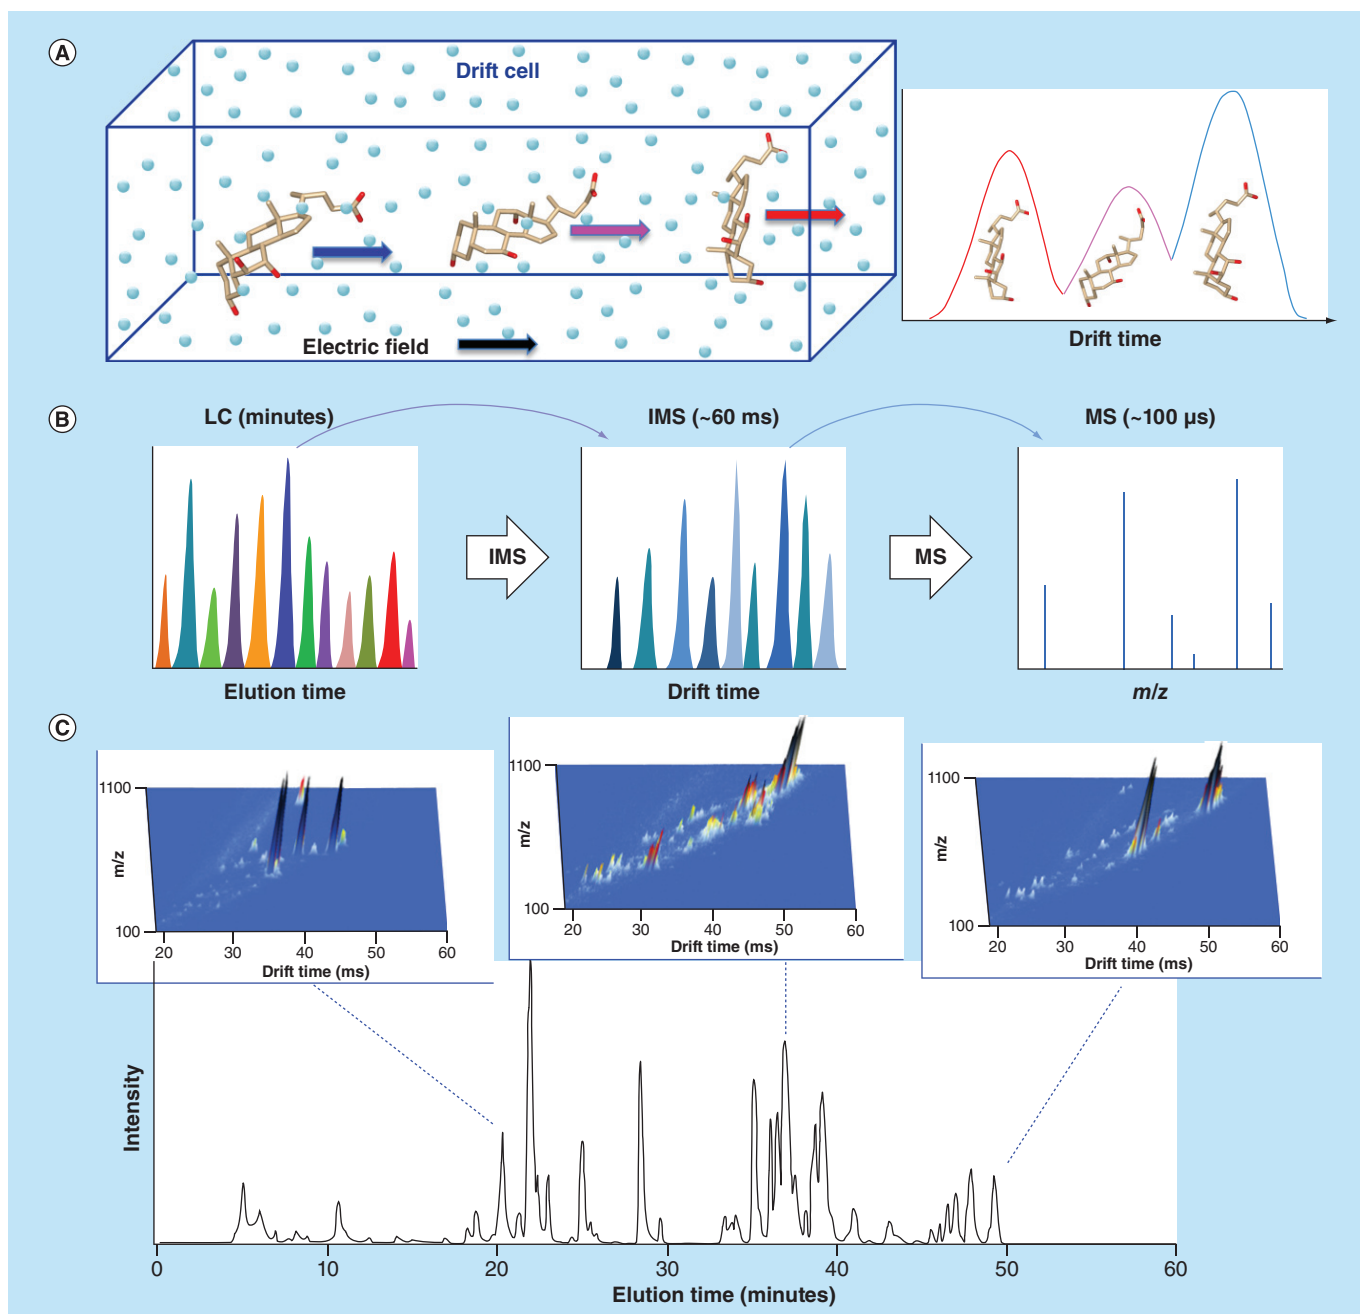 A
Drift cell
Electric field
Drift time
B
LC (minutes)
IMS (~60 ms)
MS (~100 µs)
IMS
MS
Elution time
Drift time
m/z
C
1100
m/z
100
20 30 40 50 60
Drift time (ms)
1100
m/z
100
20 30 40 50 60
Drift time (ms)
1100
m/z
100
20 30 40 50 60
Drift time (ms)
Intensity
0 10 20 30 40 50 60
Elution time (minutes)